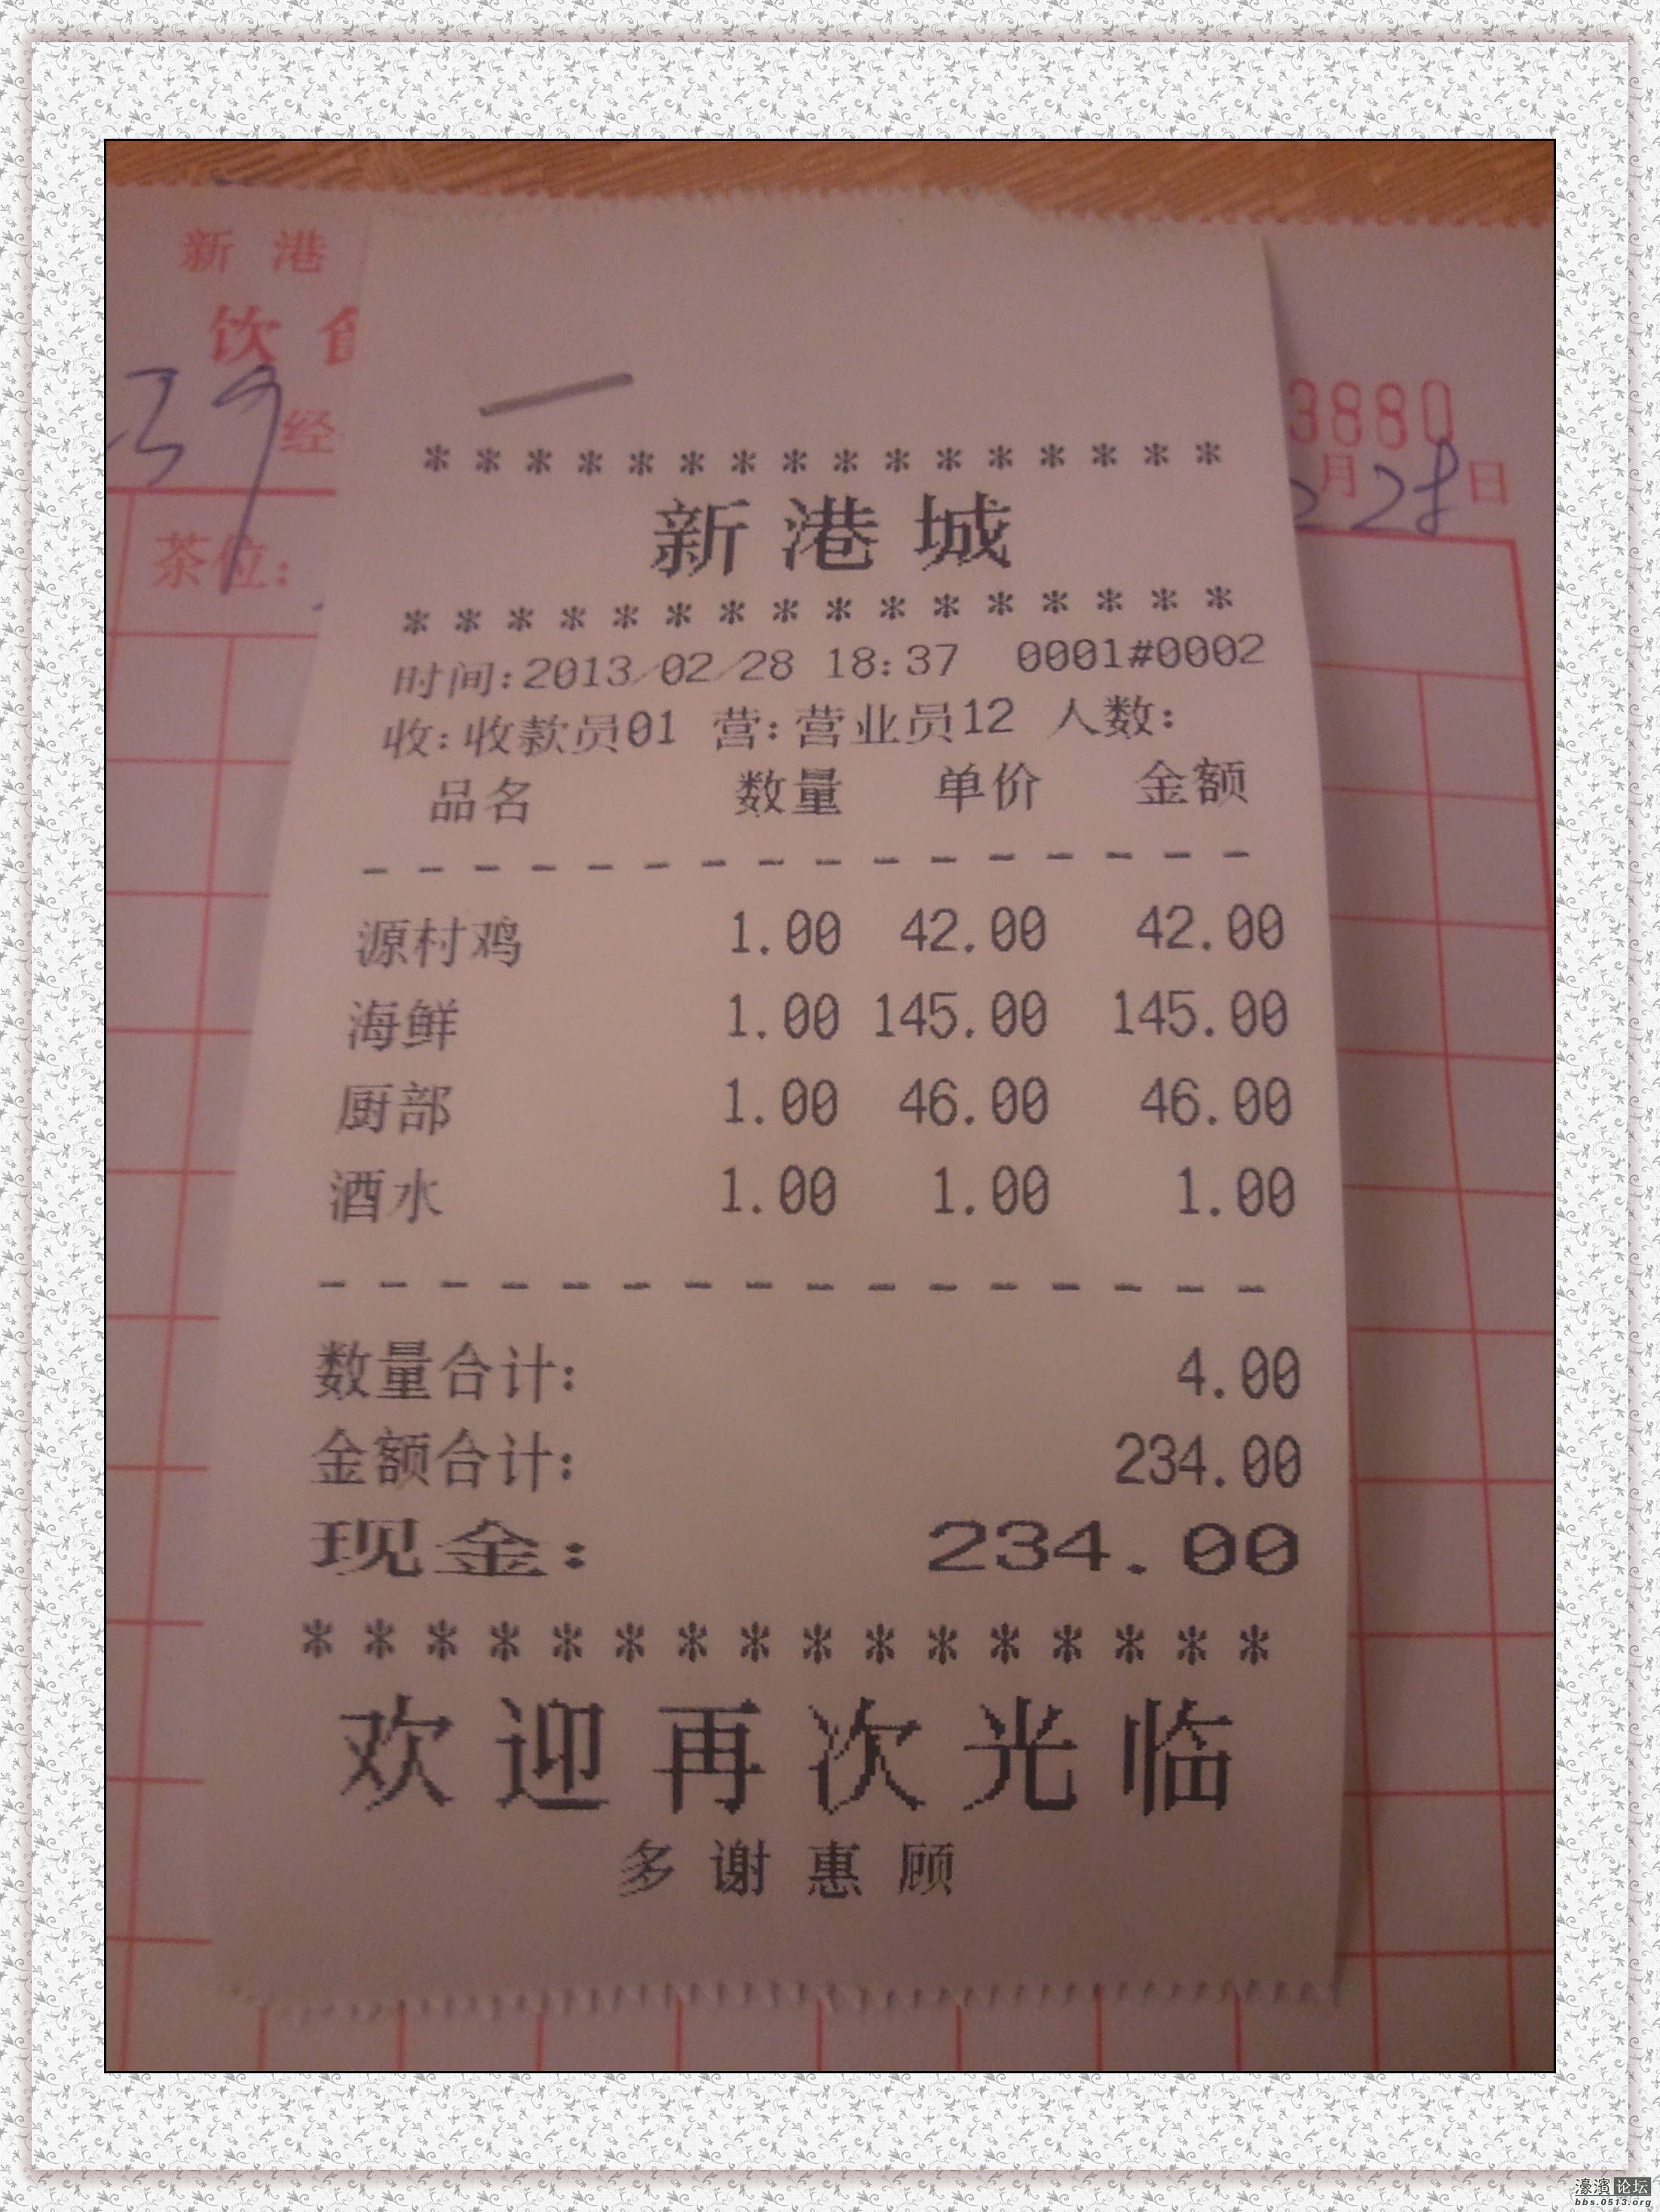 新港
饮食
39
经
3880
月28日
茶位:
****************
新港城
****************
时间:2013/02/28 18:37 0001#0002
收:收款员01 营:营业员12 人数:
品名 数量 单价 金额
----------------
源村鸡 1.00 42.00 42.00
海鲜 1.00 145.00 145.00
厨部 1.00 46.00 46.00
酒水 1.00 1.00 1.00
----------------
数量合计: 4.00
金额合计: 234.00
现金: 234.00
****************
欢迎再次光临
多谢惠顾
濠滨论坛
bbs.0513.org